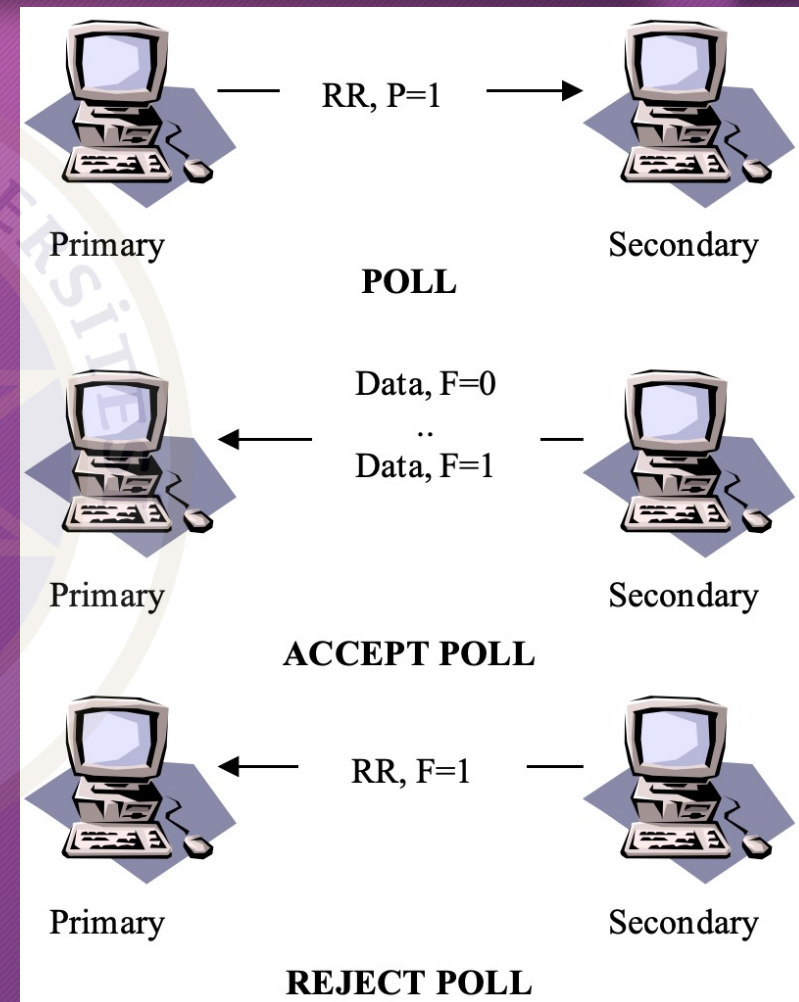 RR, P=1
Primary Secondary
POLL
Data, F=0
..
Data, F=1
Primary Secondary
ACCEPT POLL
RR, F=1
Primary Secondary
REJECT POLL